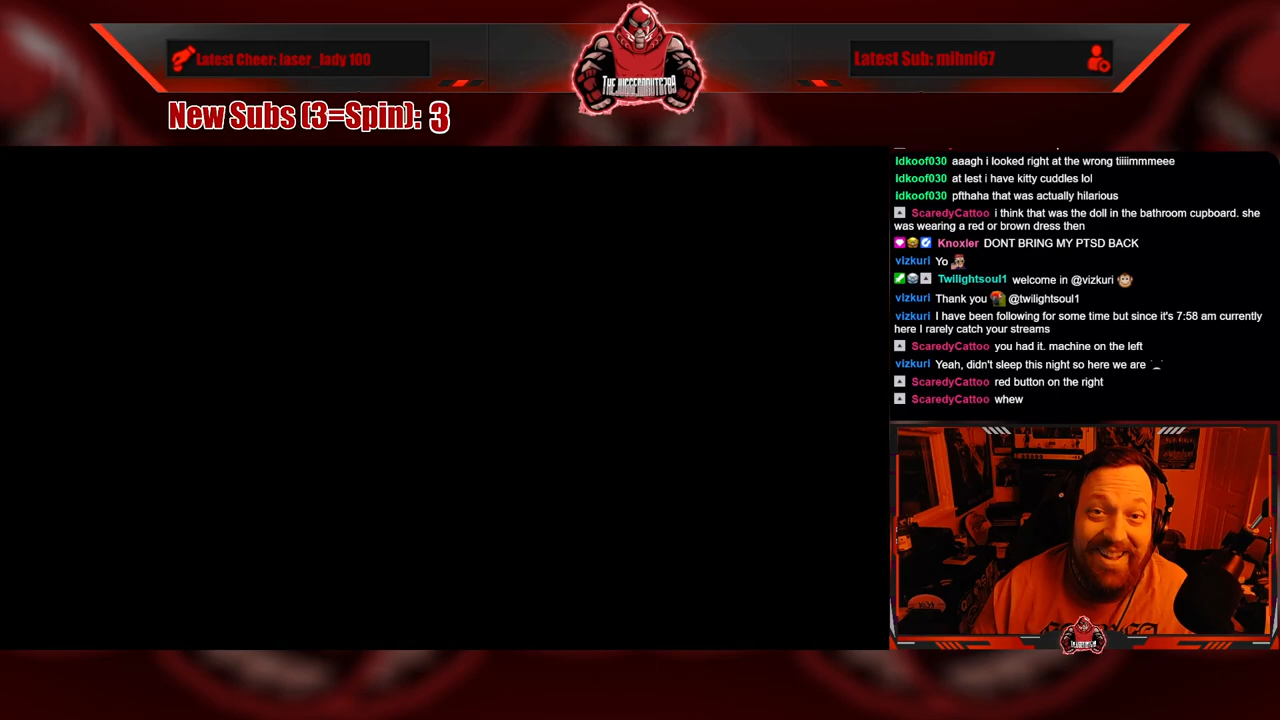 Latest Cheer: laser_lady 100
THEJUGGERNAUT6789
Latest Sub: mihni67
New Subs (3=Spin): 3
Idkoof030 aaagh i looked right at the wrong tiiiimmmeee
Idkoof030 at lest i have kitty cuddles lol
Idkoof030 pfthaha that was actually hilarious
ScaredyCattoo i think that was the doll in the bathroom cupboard. she
was wearing a red or brown dress then
Knoxler DONT BRING MY PTSD BACK
vizkuri Yo
Twilightsoul1 welcome in @vizkuri
vizkuri Thank you @twilightsoul1
vizkuri I have been following for some time but since it's 7:58 am currently
here I rarely catch your streams
ScaredyCattoo you had it. machine on the left
vizkuri Yeah, didn't sleep this night so here we are
ScaredyCattoo red button on the right
ScaredyCattoo whew